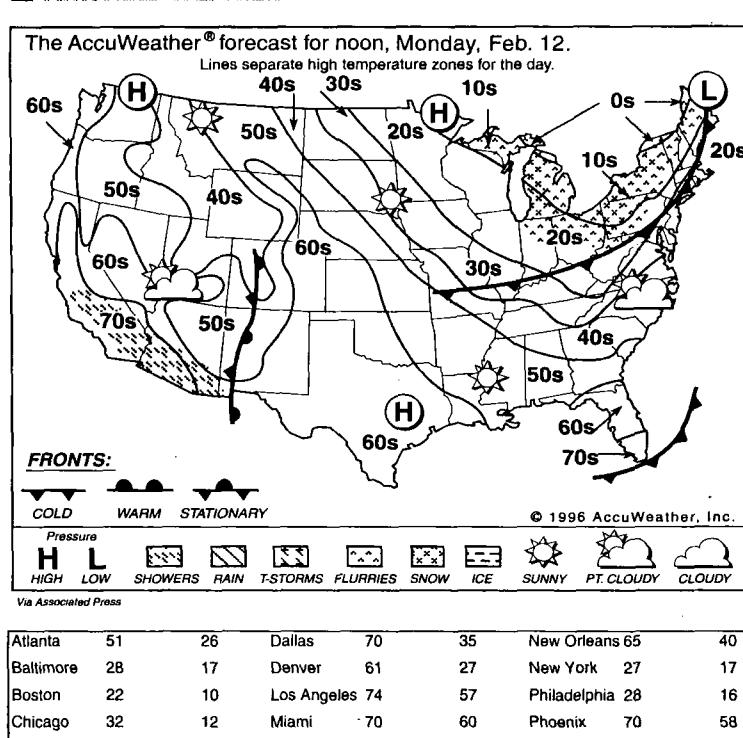 The AccuWeather® forecast for noon, Monday, Feb. 12.
Lines separate high temperature zones for the day.
60s
H
40s
30s
H
10s
0s
L
50s
20s
20s
10s
50s
40s
60s
20s
60s
30s
70s
50s
40s
50s
H
60s
60s
70s
FRONTS:
COLD WARM STATIONARY
© 1996 AccuWeather, Inc.
Pressure
H L
HIGH LOW SHOWERS RAIN T-STORMS FLURRIES SNOW ICE SUNNY PT. CLOUDY CLOUDY
Via Associated Press
Atlanta 51 26 Dallas 70 35 New Orleans 65 40
Baltimore 28 17 Denver 61 27 New York 27 17
Boston 22 10 Los Angeles 74 57 Philadelphia 28 16
Chicago 32 12 Miami 70 60 Phoenix 70 58